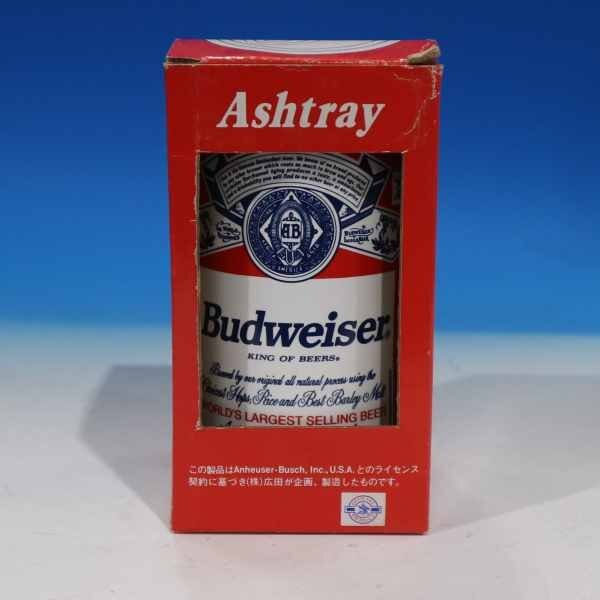 Ashtray
Budweiser
KING OF BEERS®
Brewed by our original all natural process using the
Choicest Hops, Rice and Best Barley Malt
WORLD'S LARGEST SELLING BEER
この製品はAnheuser-Busch, Inc., U.S.A. とのライセンス
契約に基づき(株)広田が企画、製造したものです。